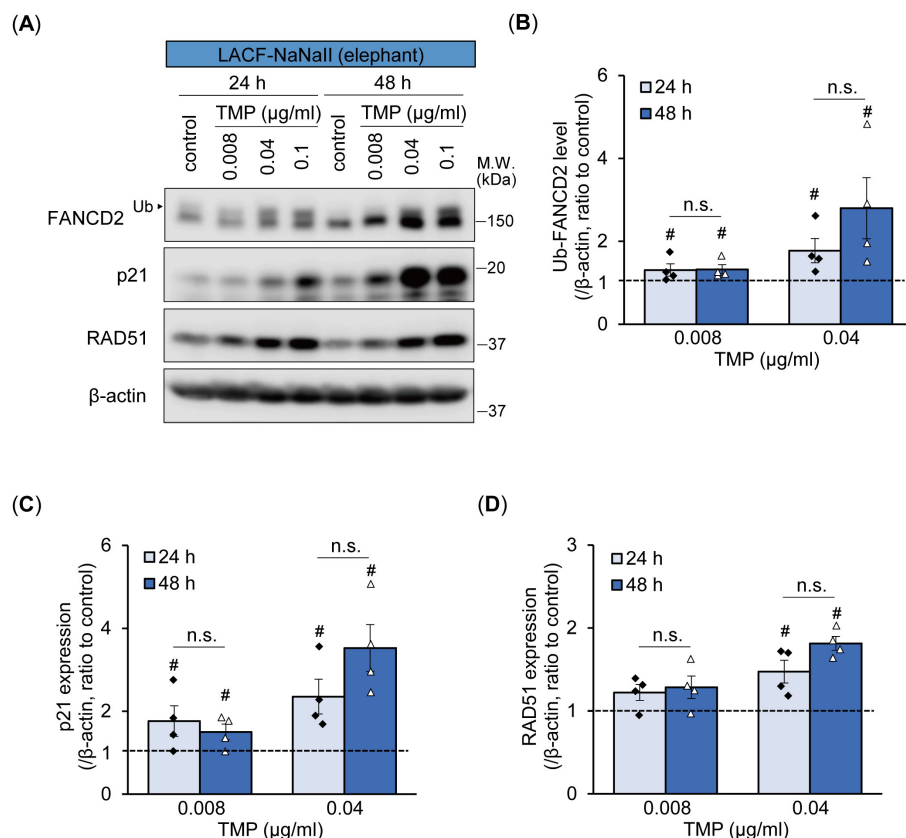 (A)
LACF-NaNaII (elephant)
24 h
48 h
control
TMP (µg/ml)
0.008
0.04
0.1
control
TMP (µg/ml)
0.008
0.04
0.1
M.W.
(kDa)
Ub
FANCD2
150
p21
20
RAD51
37
β-actin
37
(B)
Ub-FANCD2 level
(/β-actin, ratio to control)
6
4
2
1
0
24 h
48 h
n.s.
n.s.
#
#
#
#
0.008
0.04
TMP (µg/ml)
(C)
p21 expression
(/β-actin, ratio to control)
6
4
2
1
0
24 h
48 h
n.s.
n.s.
#
#
#
#
0.008
0.04
TMP (µg/ml)
(D)
RAD51 expression
(/β-actin, ratio to control)
3
2
1
0
24 h
48 h
n.s.
n.s.
#
#
0.008
0.04
TMP (µg/ml)